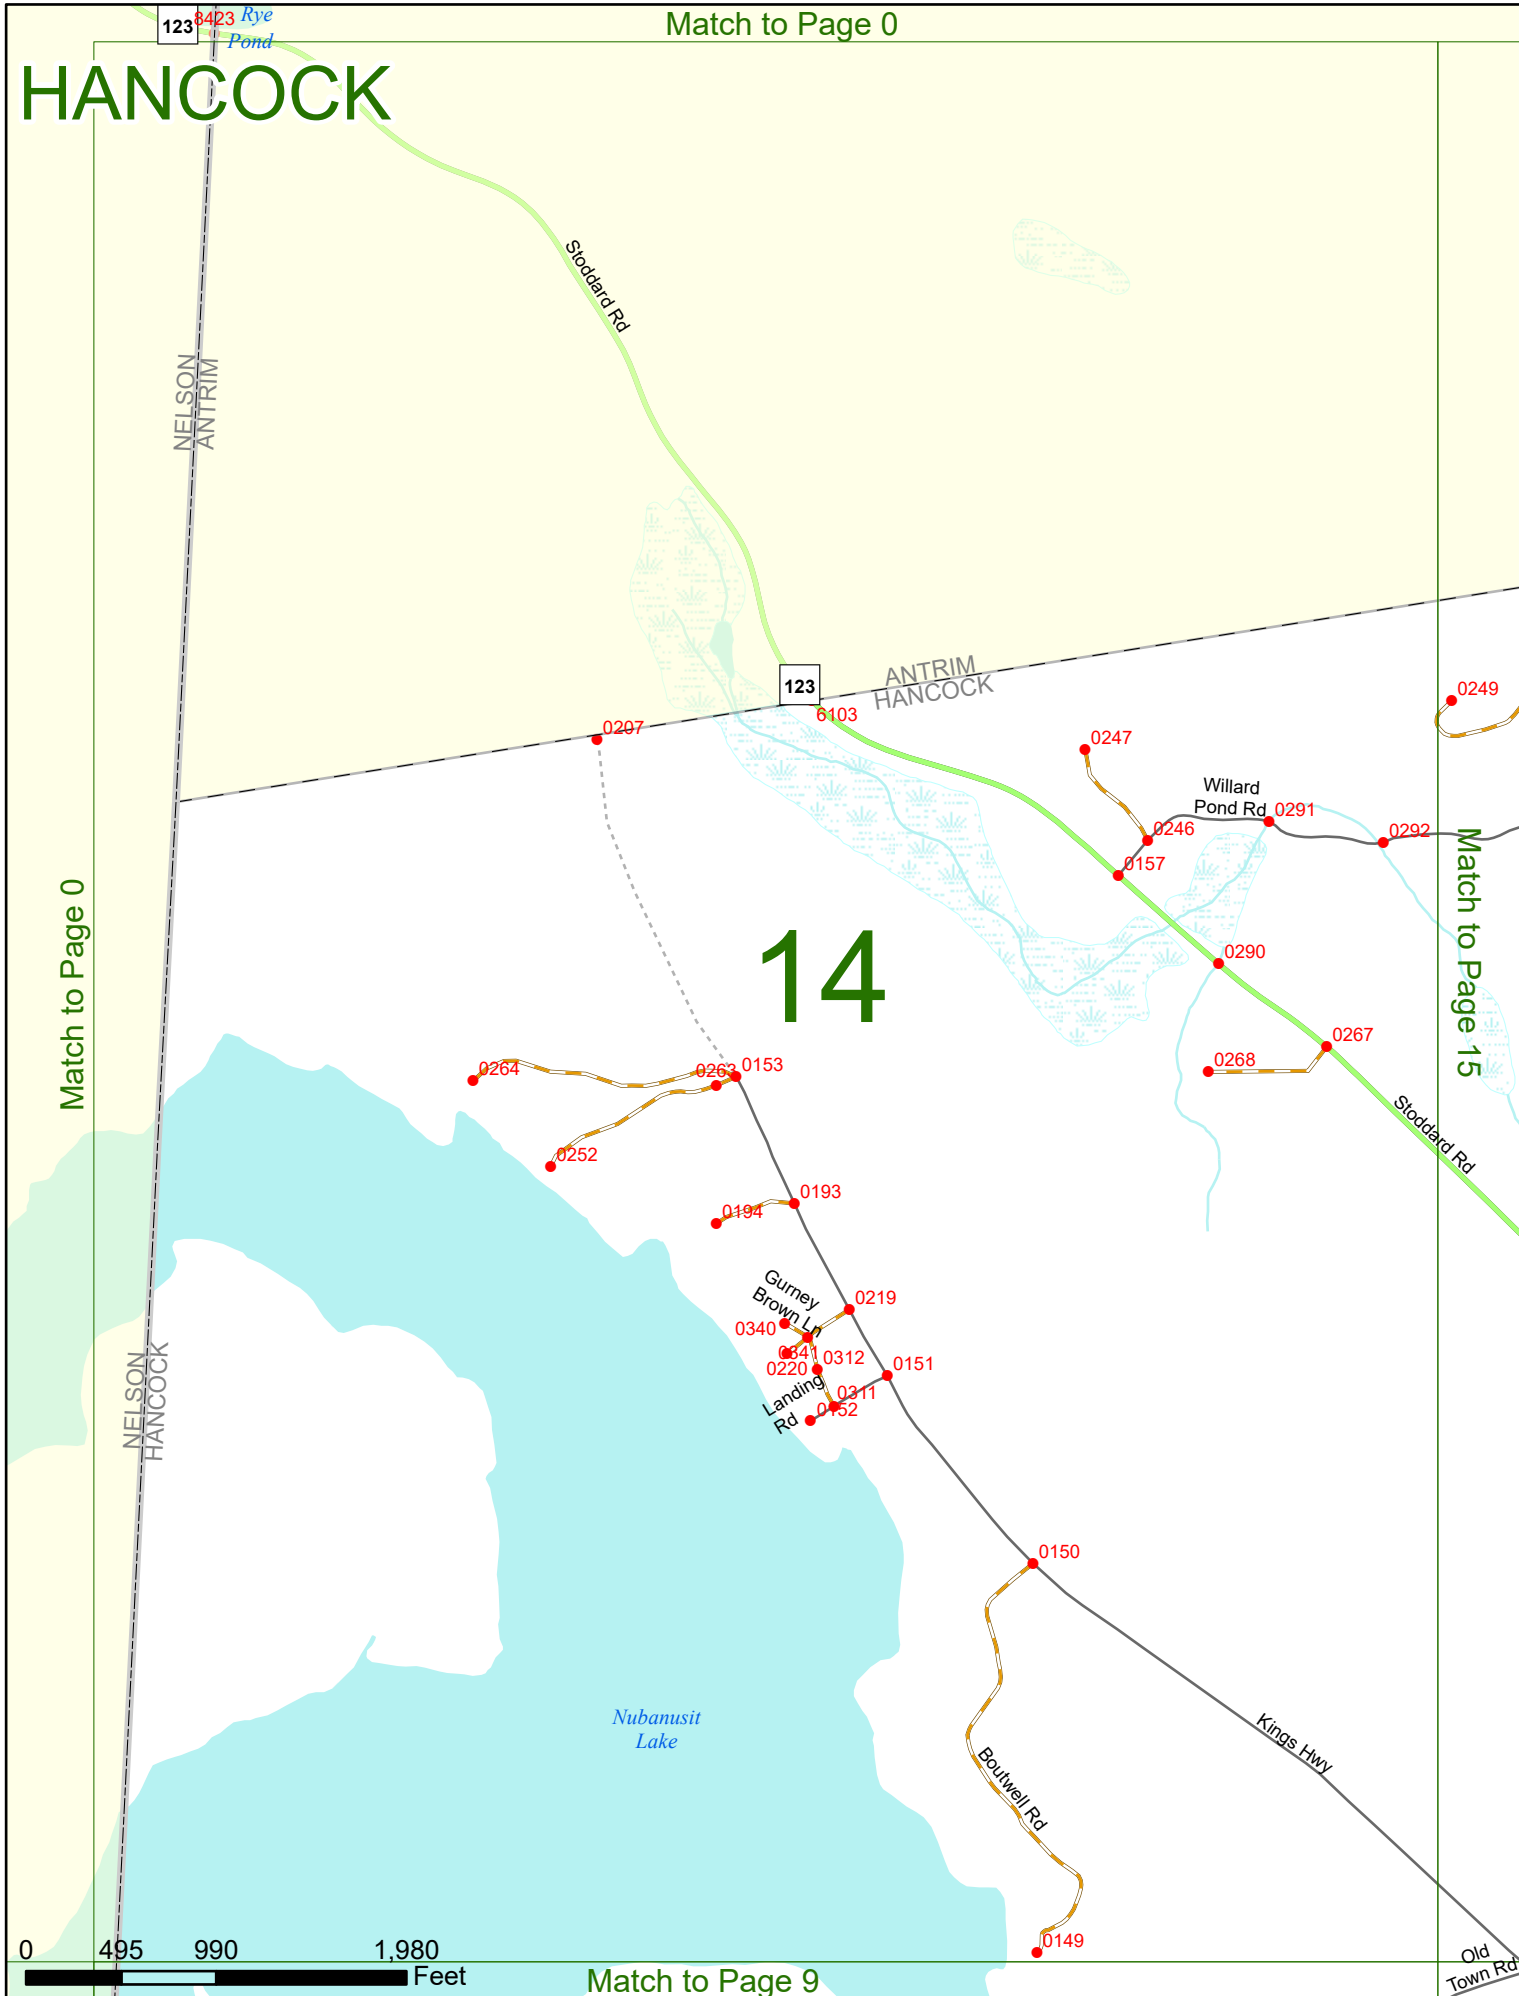 Match to Page 0
123
8423
Rye
Pond
HANCOCK
Stoddard Rd
NELSON
ANTRIM
ANTRIM
HANCOCK
123
6103
0207
0249
0247
Willard
Pond Rd
0291
0246
0292
0157
Match to Page 0
14
Match to Page 15
0290
0267
0268
0264
0263
0153
Stoddard Rd
0252
0193
0194
Gurney
Brown Ln
0219
0340
0341
0312
0220
0151
NELSON
HANCOCK
Landing
Rd
0311
0152
0150
Nubanusit
Lake
Kings Hwy
Boutwell Rd
0149
0 495 990 1,980
Feet
Match to Page 9
Old
Town Rd